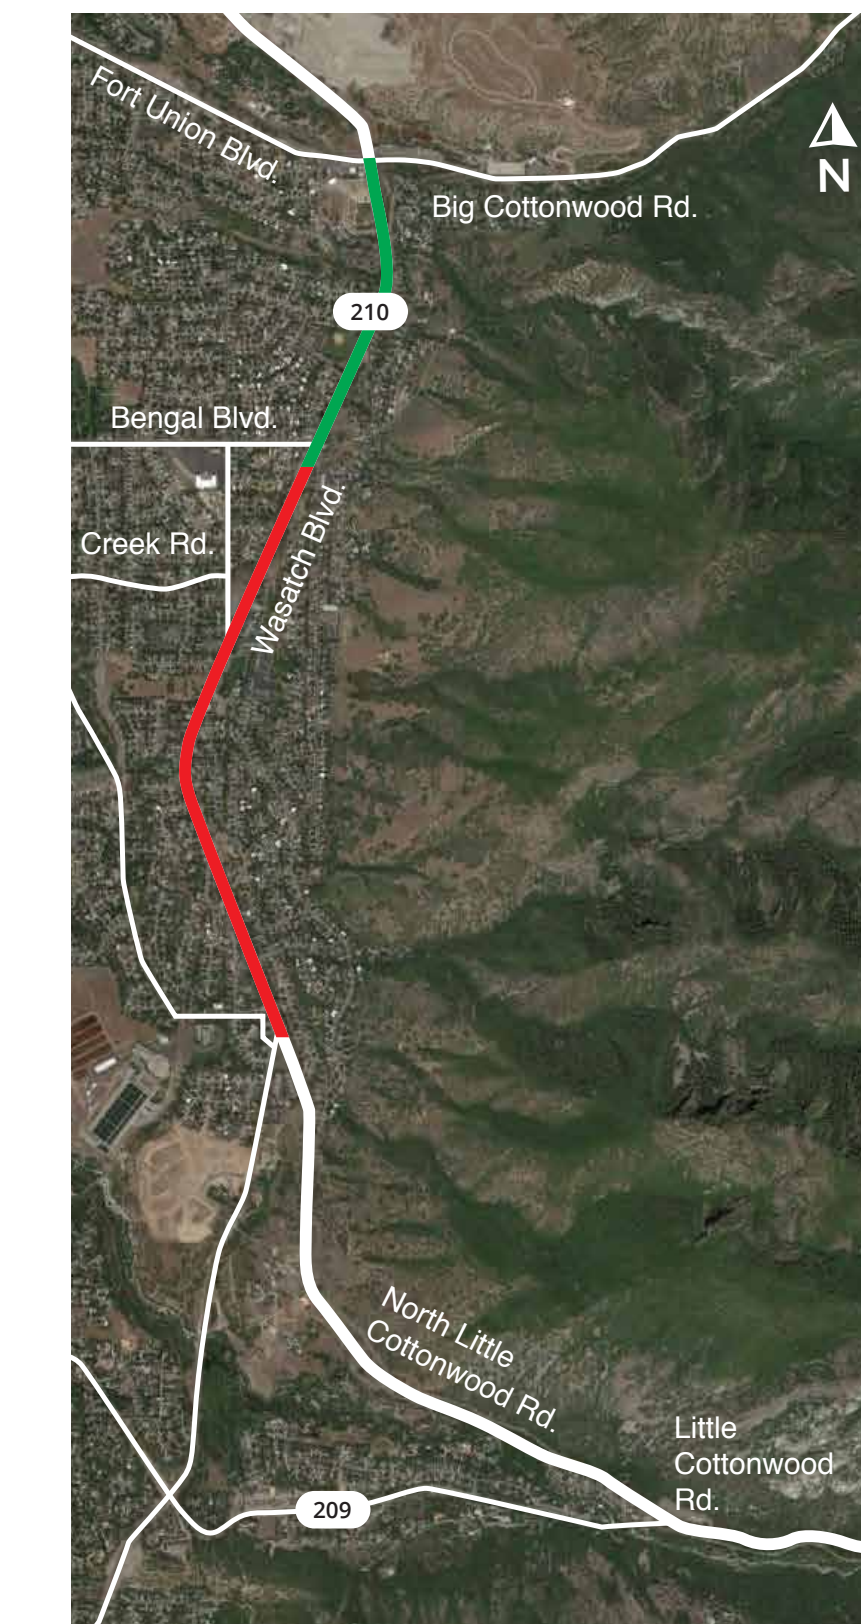 Fort Union Blvd.
Big Cottonwood Rd.
N
210
Bengal Blvd.
Wasatch Blvd.
Creek Rd.
North Little
Cottonwood Rd.
Little
Cottonwood
Rd.
209